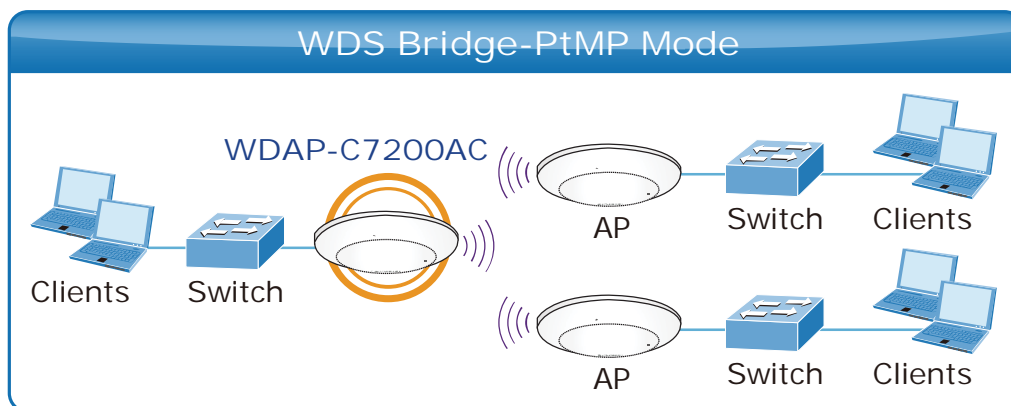 WDS Bridge-PtMP Mode
WDAP-C7200AC
AP
Switch
Clients
Clients
Switch
AP
Switch
Clients